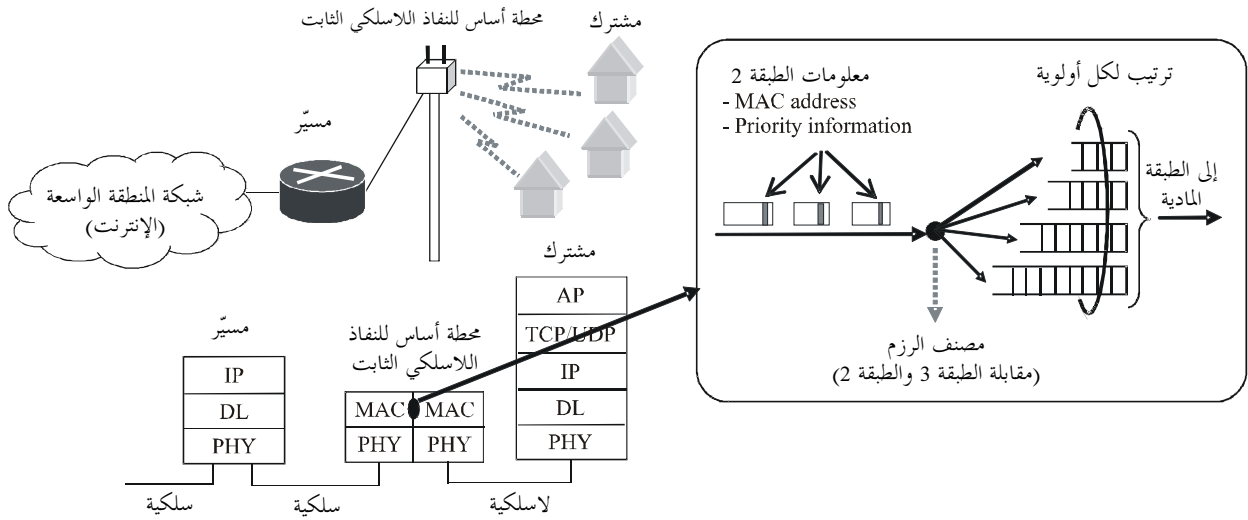 محطة أساس للنفاذ اللاسلكي الثابت
مشترك
مسيّر
شبكة المنطقة الواسعة
(الإنترنت)
معلومات الطبقة 2
- MAC address
- Priority information
ترتيب لكل أولوية
إلى الطبقة
المادية
مصنف الرزم
(مقابلة الطبقة 3 والطبقة 2)
مسيّر
IP
DL
PHY
محطة أساس للنفاذ
اللاسلكي الثابت
MAC MAC
PHY PHY
مشترك
AP
TCP/UDP
IP
DL
PHY
سلكية
سلكية
لاسلكية